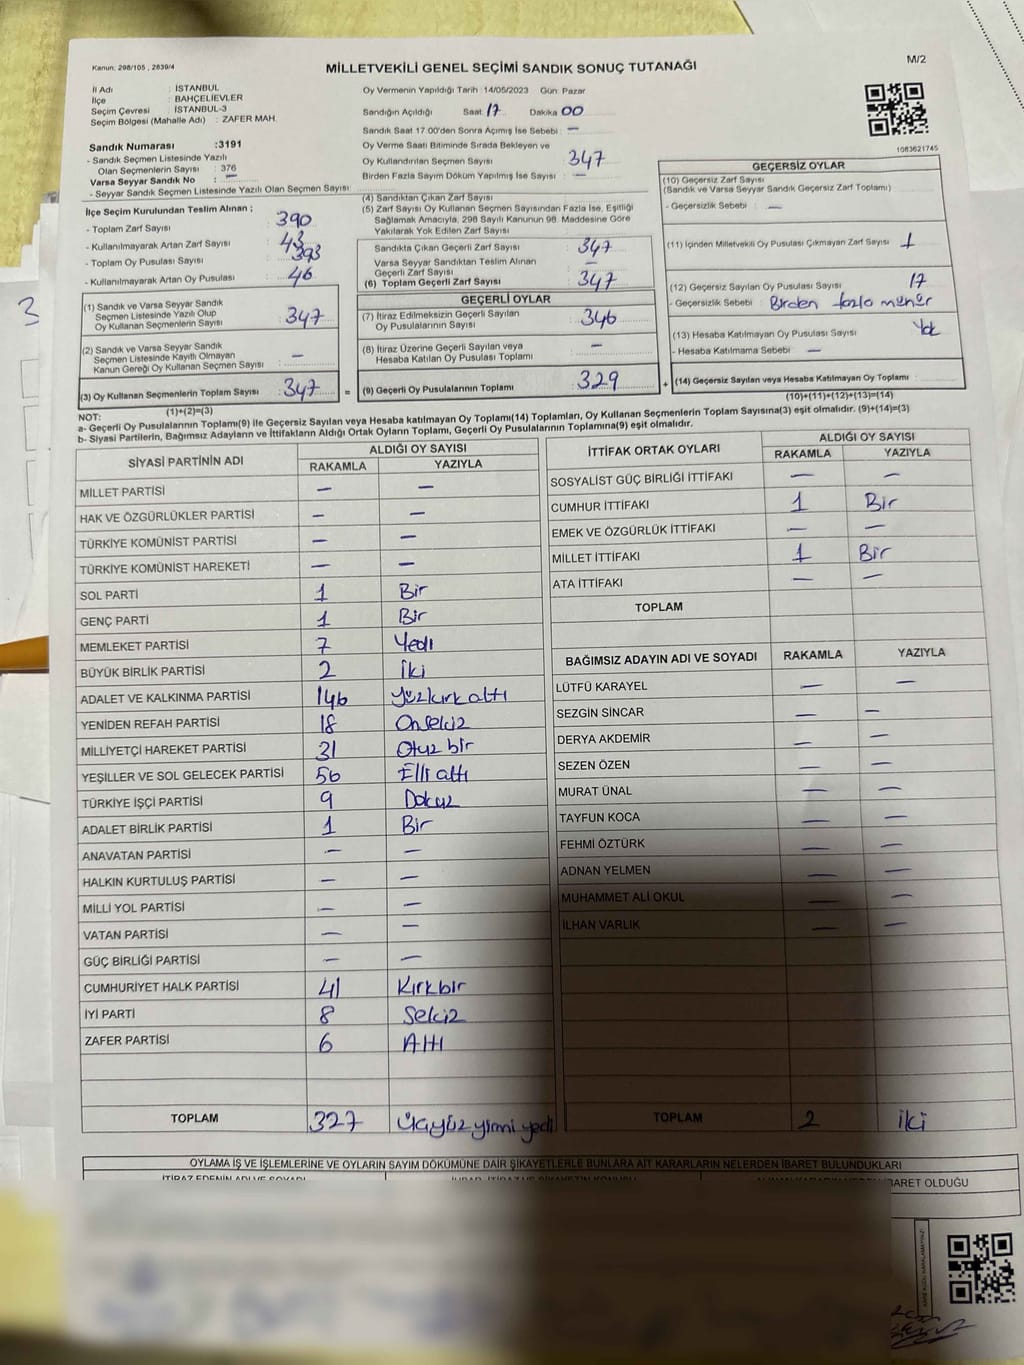 Kanun: 298/105 , 2839/4
MİLLETVEKİLİ GENEL SEÇİMİ SANDIK SONUÇ TUTANAĞI
M/2
İl Adı : İSTANBUL
İlçe : BAHÇELİEVLER
Seçim Çevresi : İSTANBUL-3
Seçim Bölgesi (Mahalle Adı) : ZAFER MAH.
Sandık Numarası :3191
- Sandık Seçmen Listesinde Yazılı
Olan Seçmenlerin Sayısı : 376
Varsa Seyyar Sandık No : —
- Seyyar Sandık Seçmen Listesinde Yazılı Olan Seçmen Sayısı:
İlçe Seçim Kurulundan Teslim Alınan ;
- Toplam Zarf Sayısı : 390
- Kullanılmayarak Artan Zarf Sayısı : 43
- Toplam Oy Pusulası Sayısı : 393
- Kullanılmayarak Artan Oy Pusulası : 46
(1) Sandık ve Varsa Seyyar Sandık
Seçmen Listesinde Yazılı Olup
Oy Kullanan Seçmenlerin Sayısı : 347
(2) Sandık ve Varsa Seyyar Sandık
Seçmen Listesinde Kayıtlı Olmayan
Kanun Gereği Oy Kullanan Seçmen Sayısı : —
(3) Oy Kullanan Seçmenlerin Toplam Sayısı : 347 =
(1)+(2)=(3)
Oy Vermenin Yapıldığı Tarih :14/05/2023 Gün: Pazar
Sandığın Açıldığı Saat 17 Dakika 00
Sandık Saat 17:00'den Sonra Açımış İse Sebebi : —
Oy Verme Saati Bitiminde Sırada Bekleyen ve
Oy Kullandırılan Seçmen Sayısı : 347
Birden Fazla Sayım Döküm Yapılmış İse Sayısı : —
(4) Sandıktan Çıkan Zarf Sayısı :
(5) Zarf Sayısı Oy Kullanan Seçmen Sayısından Fazla İse, Eşitliği
Sağlamak Amacıyla, 298 Sayılı Kanunun 98. Maddesine Göre
Yakılarak Yok Edilen Zarf Sayısı :
Sandıkta Çıkan Geçerli Zarf Sayısı : 347
Varsa Seyyar Sandıktan Teslim Alınan
Geçerli Zarf Sayısı : —
(6) Toplam Geçerli Zarf Sayısı : 347
GEÇERLİ OYLAR
(7) İtiraz Edilmeksizin Geçerli Sayılan
Oy Pusulalarının Sayısı : 346
(8) İtiraz Üzerine Geçerli Sayılan veya
Hesaba Katılan Oy Pusulası Toplamı : —
(9) Geçerli Oy Pusulalarının Toplamı : 329 +
1083621745
GEÇERSİZ OYLAR
(10) Geçersiz Zarf Sayısı
(Sandık ve Varsa Seyyar Sandık Geçersiz Zarf Toplamı) :
- Geçersizlik Sebebi : —
(11) İçinden Milletvekili Oy Pusulası Çıkmayan Zarf Sayısı : 1
(12) Geçersiz Sayılan Oy Pusulası Sayısı : 17
- Geçersizlik Sebebi : Birden fazla mühür
(13) Hesaba Katılmayan Oy Pusulası Sayısı : Yok
- Hesaba Katılmama Sebebi : —
(14) Geçersiz Sayılan veya Hesaba Katılmayan Oy Toplamı :
(10)+(11)+(12)+(13)=(14)
NOT:
a- Geçerli Oy Pusulalarının Toplamı(9) ile Geçersiz Sayılan veya Hesaba katılmayan Oy Toplamı(14) Toplamları, Oy Kullanan Seçmenlerin Toplam Sayısına(3) eşit olmalıdır. (9)+(14)=(3)
b- Siyasi Partilerin, Bağımsız Adayların ve İttifakların Aldığı Ortak Oyların Toplamı, Geçerli Oy Pusulalarının Toplamına(9) eşit olmalıdır.
SİYASİ PARTİNİN ADI ALDIĞI OY SAYISI
RAKAMLA YAZIYLA
MİLLET PARTİSİ — —
HAK VE ÖZGÜRLÜKLER PARTİSİ — —
TÜRKİYE KOMÜNİST PARTİSİ — —
TÜRKİYE KOMÜNİST HAREKETİ — —
SOL PARTİ 1 Bir
GENÇ PARTİ 1 Bir
MEMLEKET PARTİSİ 7 Yedi
BÜYÜK BİRLİK PARTİSİ 2 İki
ADALET VE KALKINMA PARTİSİ 146 Yüzkırkaltı
YENİDEN REFAH PARTİSİ 18 Onsekiz
MİLLİYETÇİ HAREKET PARTİSİ 31 Otuz bir
YEŞİLLER VE SOL GELECEK PARTİSİ 56 Elli altı
TÜRKİYE İŞÇİ PARTİSİ 9 Dokuz
ADALET BİRLİK PARTİSİ 1 Bir
ANAVATAN PARTİSİ — —
HALKIN KURTULUŞ PARTİSİ — —
MİLLİ YOL PARTİSİ — —
VATAN PARTİSİ — —
GÜÇ BİRLİĞİ PARTİSİ — —
CUMHURİYET HALK PARTİSİ 41 Kırkbir
İYİ PARTİ 8 Sekiz
ZAFER PARTİSİ 6 Altı
TOPLAM 327 Üçyüz yirmi yedi
İTTİFAK ORTAK OYLARI ALDIĞI OY SAYISI
RAKAMLA YAZIYLA
SOSYALİST GÜÇ BİRLİĞİ İTTİFAKI — —
CUMHUR İTTİFAKI 1 Bir
EMEK VE ÖZGÜRLÜK İTTİFAKI — —
MİLLET İTTİFAKI 1 Bir
ATA İTTİFAKI — —
TOPLAM
BAĞIMSIZ ADAYIN ADI VE SOYADI RAKAMLA YAZIYLA
LÜTFÜ KARAYEL — —
SEZGİN SİNCAR — —
DERYA AKDEMİR — —
SEZEN ÖZEN — —
MURAT ÜNAL — —
TAYFUN KOCA — —
FEHMİ ÖZTÜRK — —
ADNAN YELMEN — —
MUHAMMET ALİ OKUL — —
İLHAN VARLIK — —
TOPLAM 2 İki
OYLAMA İŞ VE İŞLEMLERİNE VE OYLARIN SAYIM DÖKÜMÜNE DAİR ŞİKAYETLERLE BUNLARA AİT KARARLARIN NELERDEN İBARET BULUNDUKLARI
İTİRAZ EDENİN ADI VE SOYADI
OLDUĞU
3